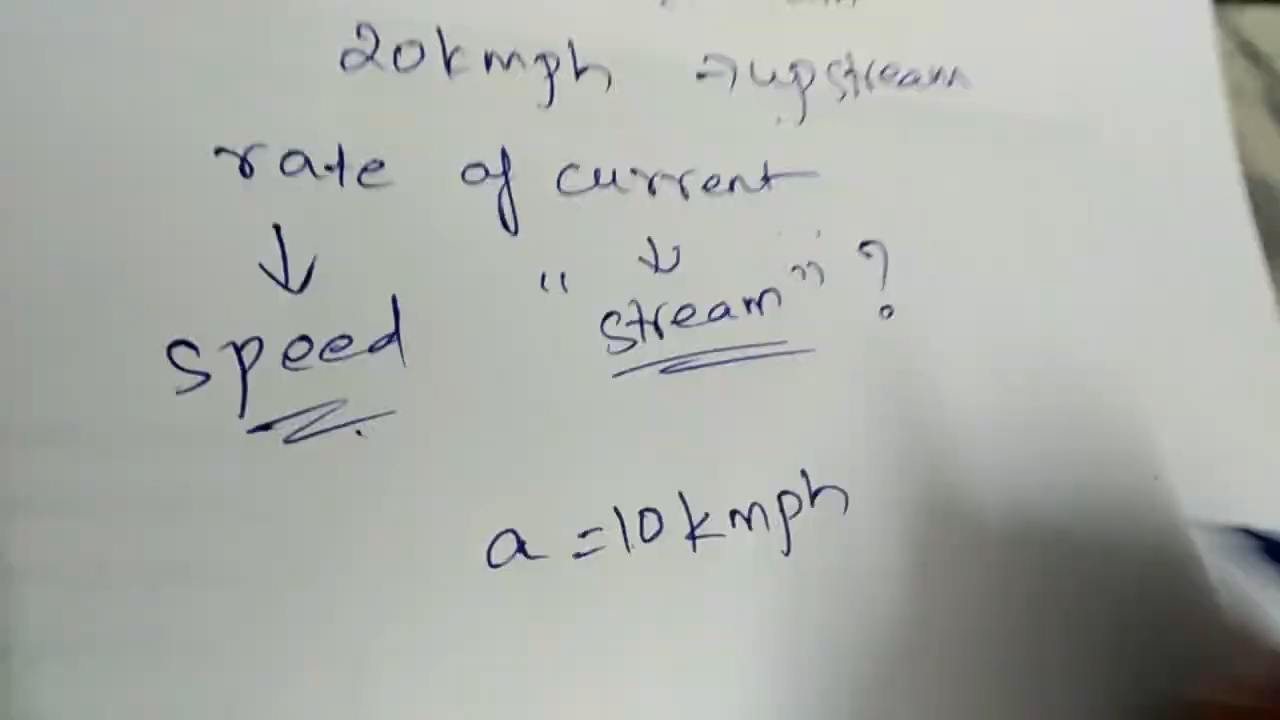 20kmph → upstream
rate of current
↓ ↓
speed "stream" ?
a = 10kmph